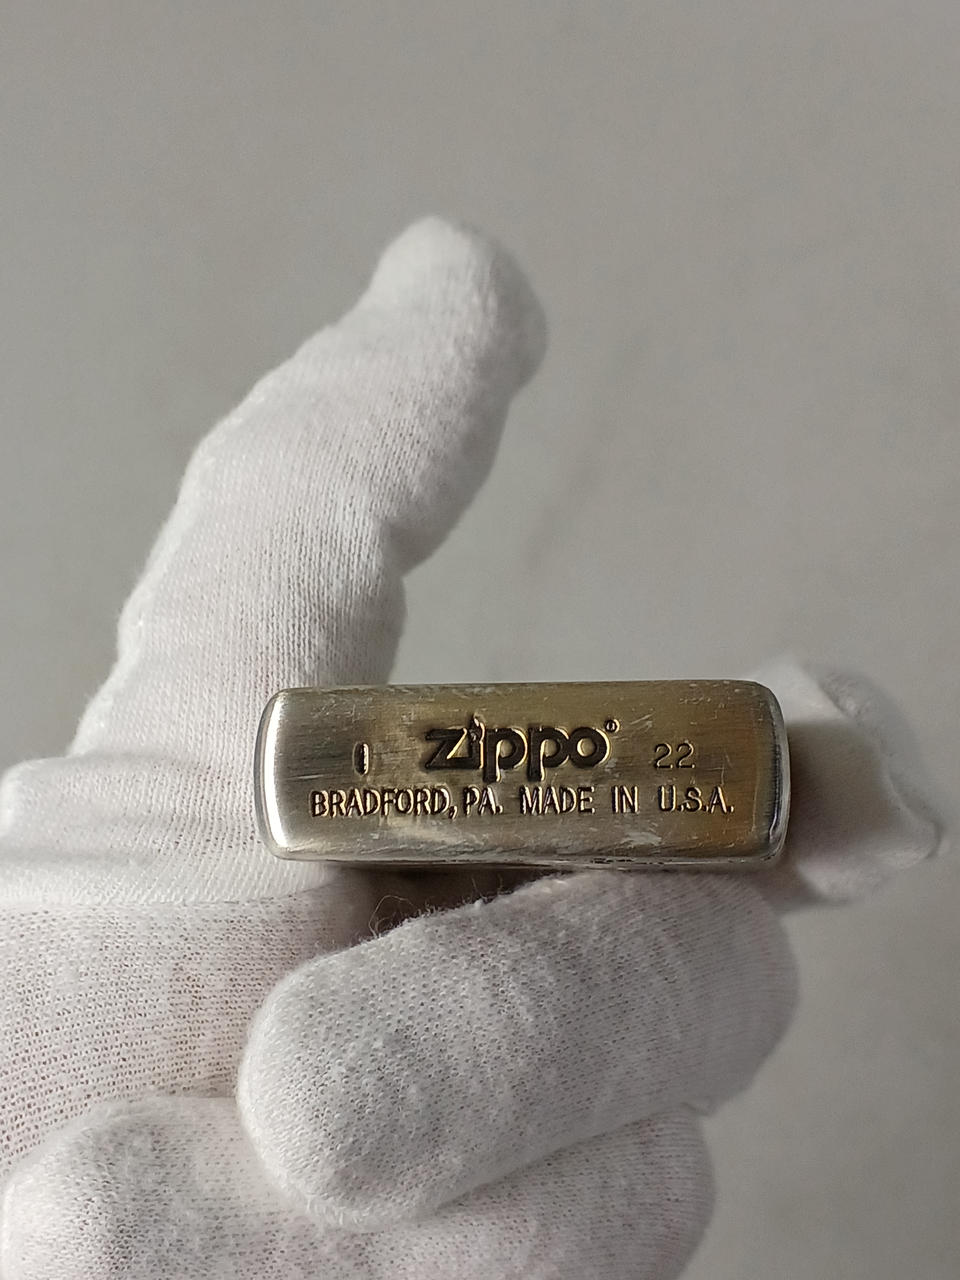 I zippo® 22
BRADFORD, PA. MADE IN U.S.A.